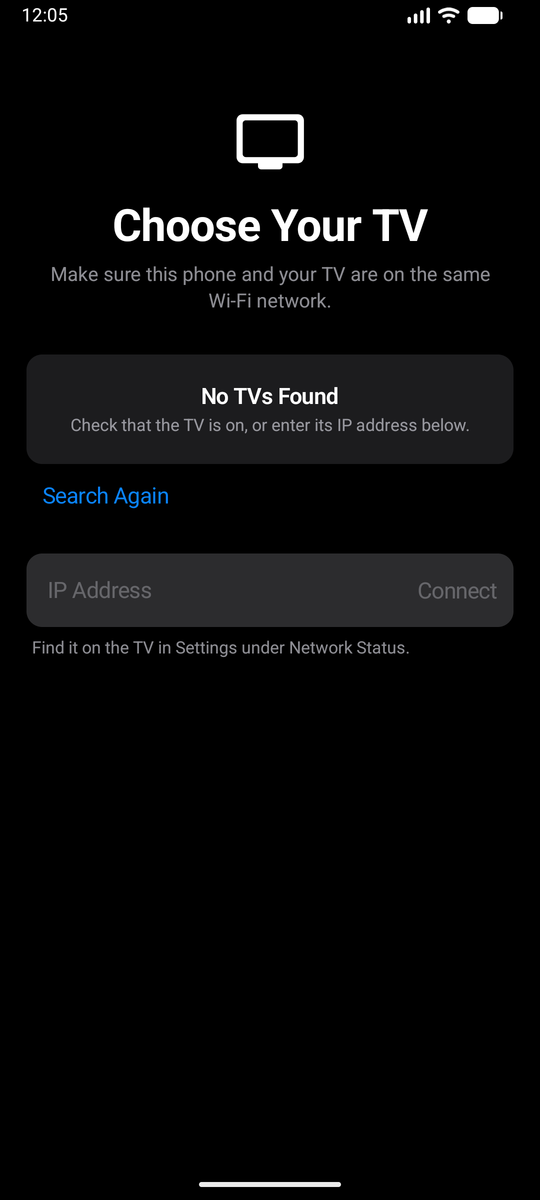 12:05
Choose Your TV
Make sure this phone and your TV are on the same
Wi-Fi network.
No TVs Found
Check that the TV is on, or enter its IP address below.
Search Again
IP Address
Connect
Find it on the TV in Settings under Network Status.